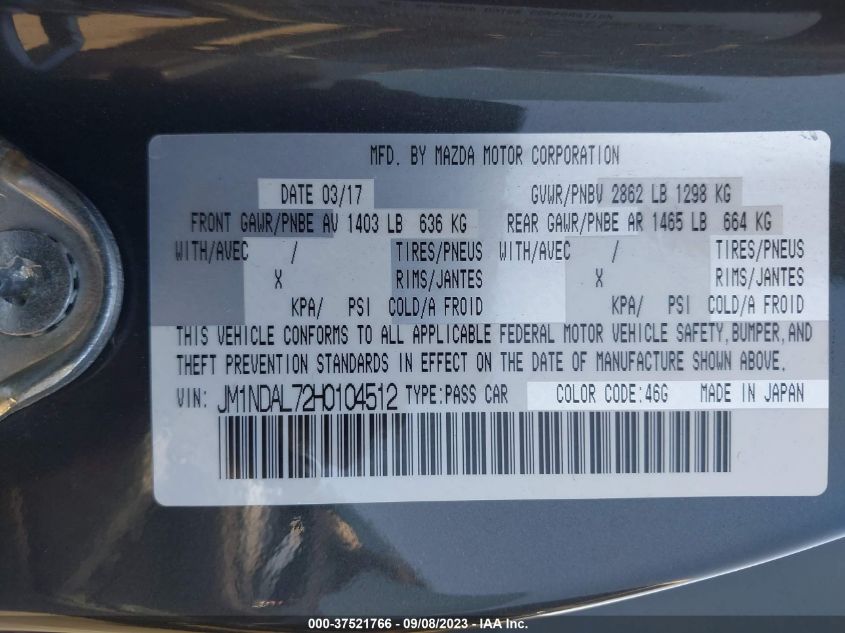 MFD. BY MAZDA MOTOR CORPORATION
DATE 03/17 GVWR/PNBV 2862 LB 1298 KG
FRONT GAWR/PNBE AV 1403 LB 636 KG REAR GAWR/PNBE AR 1465 LB 664 KG
WITH/AVEC / TIRES/PNEUS WITH/AVEC / TIRES/PNEUS
X RIMS/JANTES X RIMS/JANTES
KPA/ PSI COLD/A FROID KPA/ PSI COLD/A FROID
THIS VEHICLE CONFORMS TO ALL APPLICABLE FEDERAL MOTOR VEHICLE SAFETY,BUMPER,AND
THEFT PREVENTION STANDARDS IN EFFECT ON THE DATE OF MANUFACTURE SHOWN ABOVE.
VIN: JM1NDAL72H0104512 TYPE:PASS CAR COLOR CODE:46G MADE IN JAPAN
000-37521766 - 09/08/2023 - © IAA Inc.